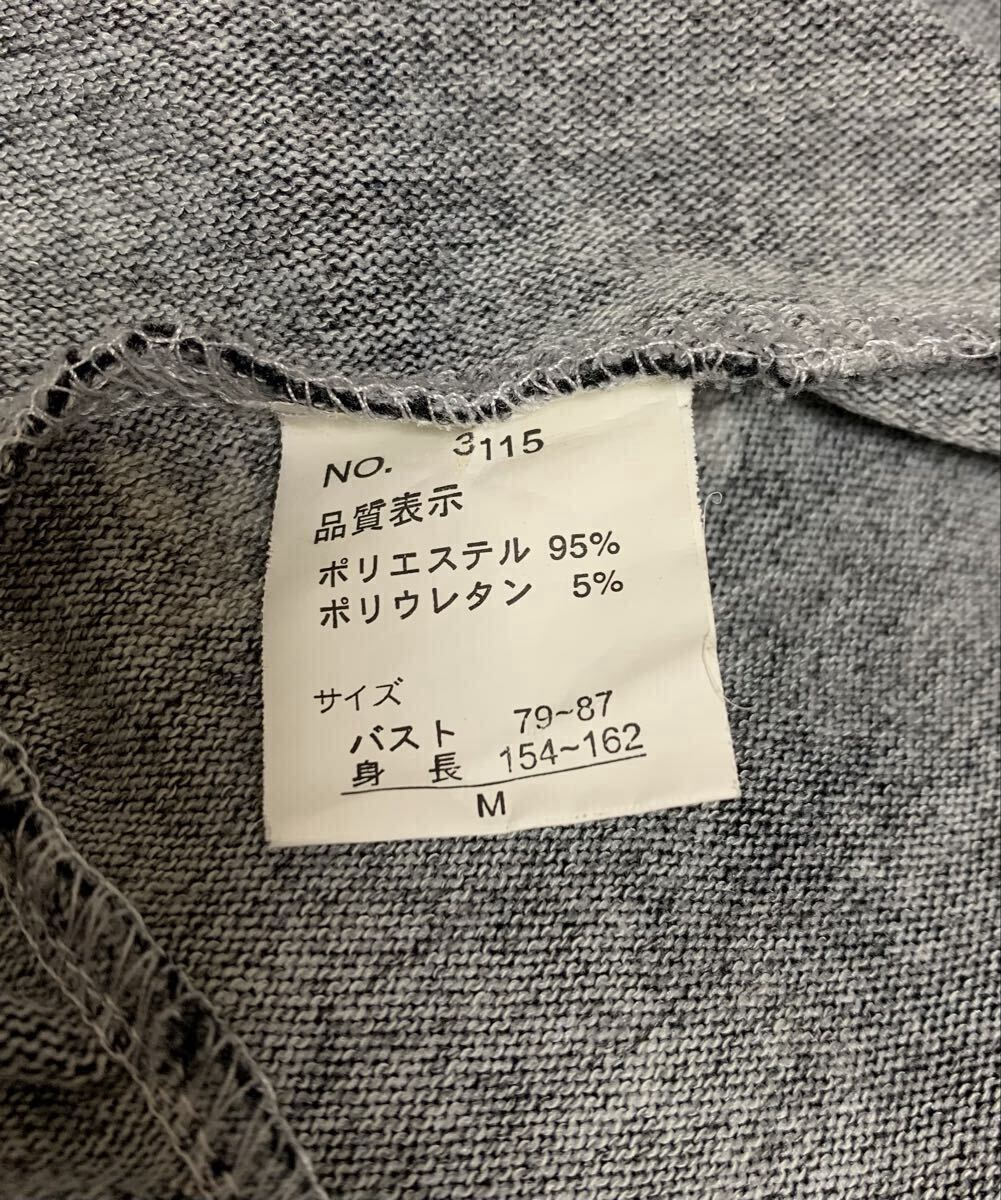 NO. 3115
品質表示
ポリエステル 95%
ポリウレタン 5%
サイズ
バスト 79~87
身 長 154~162
M